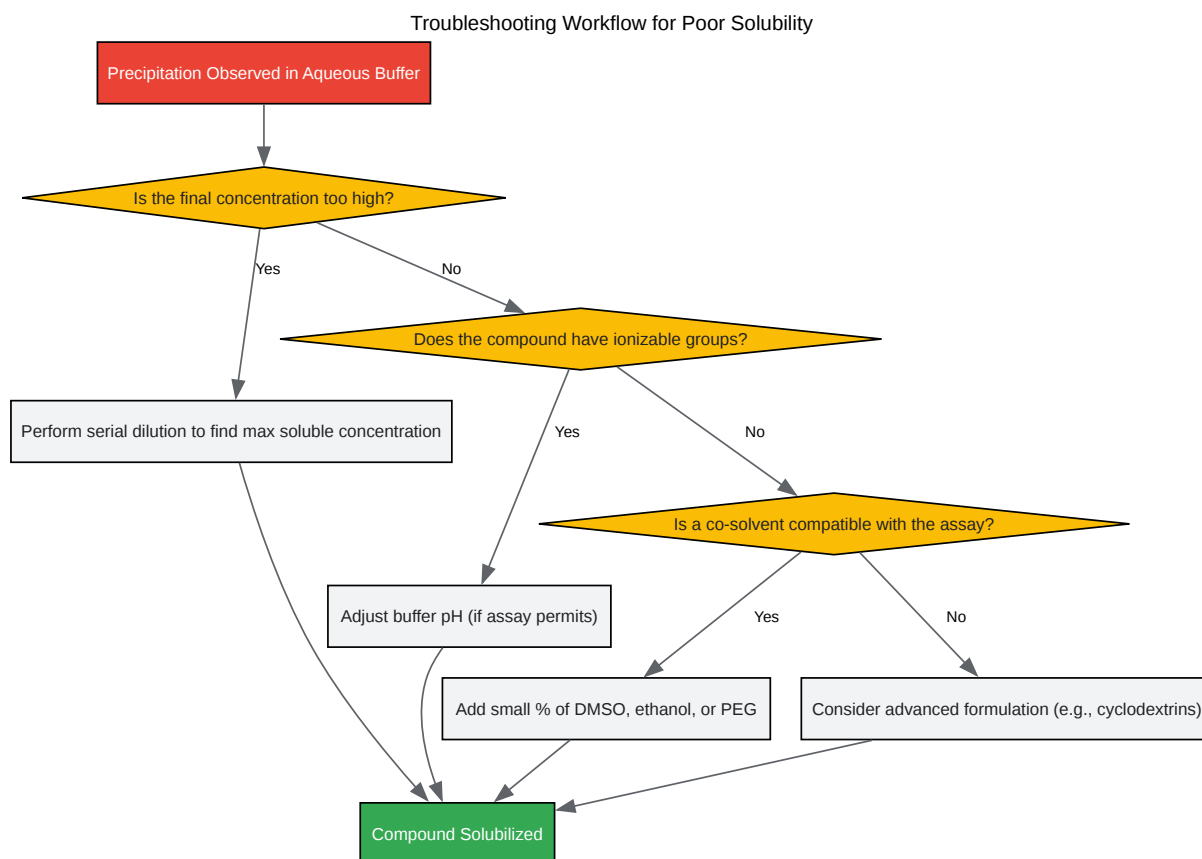 Troubleshooting Workflow for Poor Solubility
Precipitation Observed in Aqueous Buffer
Is the final concentration too high?
Yes
No
Does the compound have ionizable groups?
Perform serial dilution to find max soluble concentration
Yes
No
Is a co-solvent compatible with the assay?
Adjust buffer pH (if assay permits)
Yes
No
Add small % of DMSO, ethanol, or PEG
Consider advanced formulation (e.g., cyclodextrins)
Compound Solubilized